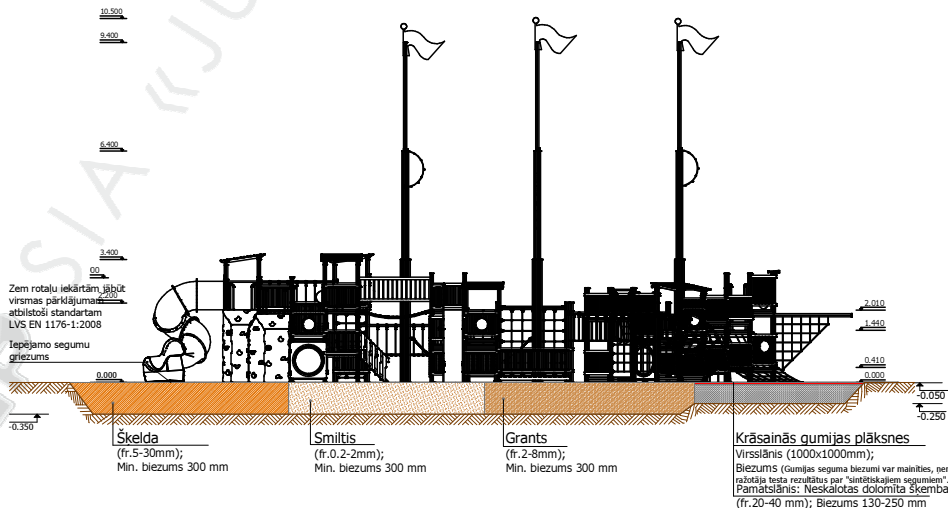 SIA «JU
10.500
9.400
6.400
3.400
00
2.200
Zem rotaļu iekārtām jābūt
virsmas pārklājumam
atbilstoši standartam
LVS EN 1176-1:2008
Iepējamo segumu
griezums
0.000
-0.350
2.010
1.440
0.410
0.000
-0.050
-0.250
Škelda
(fr.5-30mm);
Min. biezums 300 mm
Smiltis
(fr.0.2-2mm);
Min. biezums 300 mm
Grants
(fr.2-8mm);
Min. biezums 300 mm
Krāsainās gumijas plāksnes
Virsslānis (1000x1000mm);
Biezums (Gumijas seguma biezumi var mainīties,
ražotāja testa rezultātus par "sintētiskajiem segumiem".
Pamatslānis: Neskalotas dolomīta šķemba
(fr.20-40 mm); Biezums 130-250 mm